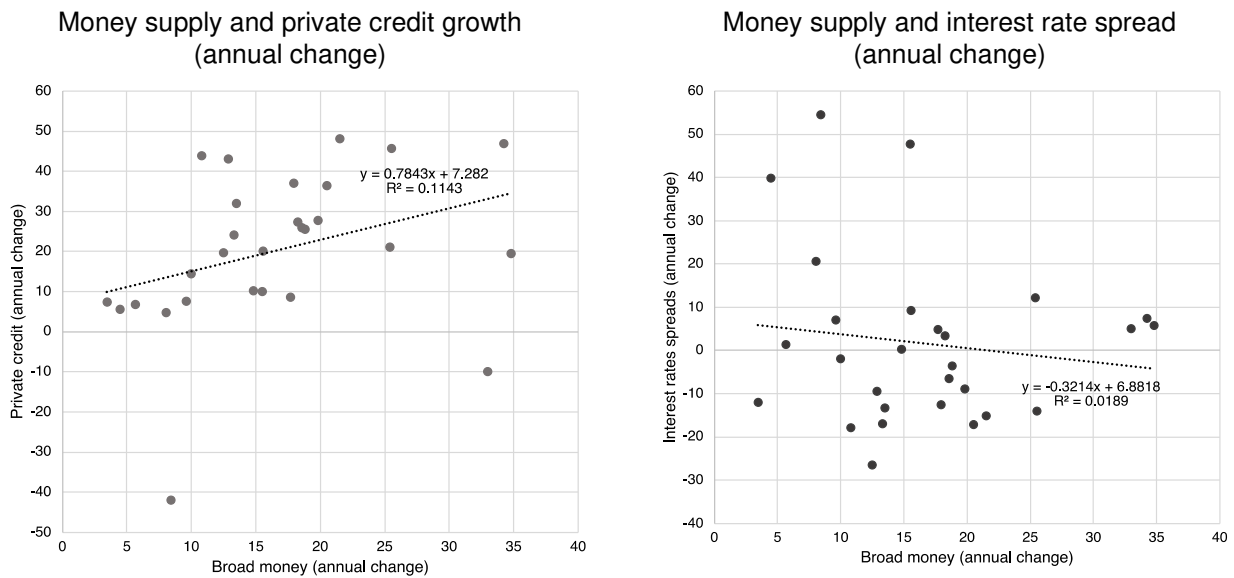 Money supply and private credit growth
(annual change)
Private credit (annual change)
60
50
40
30
20
10
0
-10
-20
-30
-40
-50
y = 0.7843x + 7.282
R² = 0.1143
0 5 10 15 20 25 30 35 40
Broad money (annual change)
Money supply and interest rate spread
(annual change)
Interest rates spreads (annual change)
60
50
40
30
20
10
0
-10
-20
-30
-40
y = -0.3214x + 6.8818
R² = 0.0189
0 5 10 15 20 25 30 35 40
Broad money (annual change)